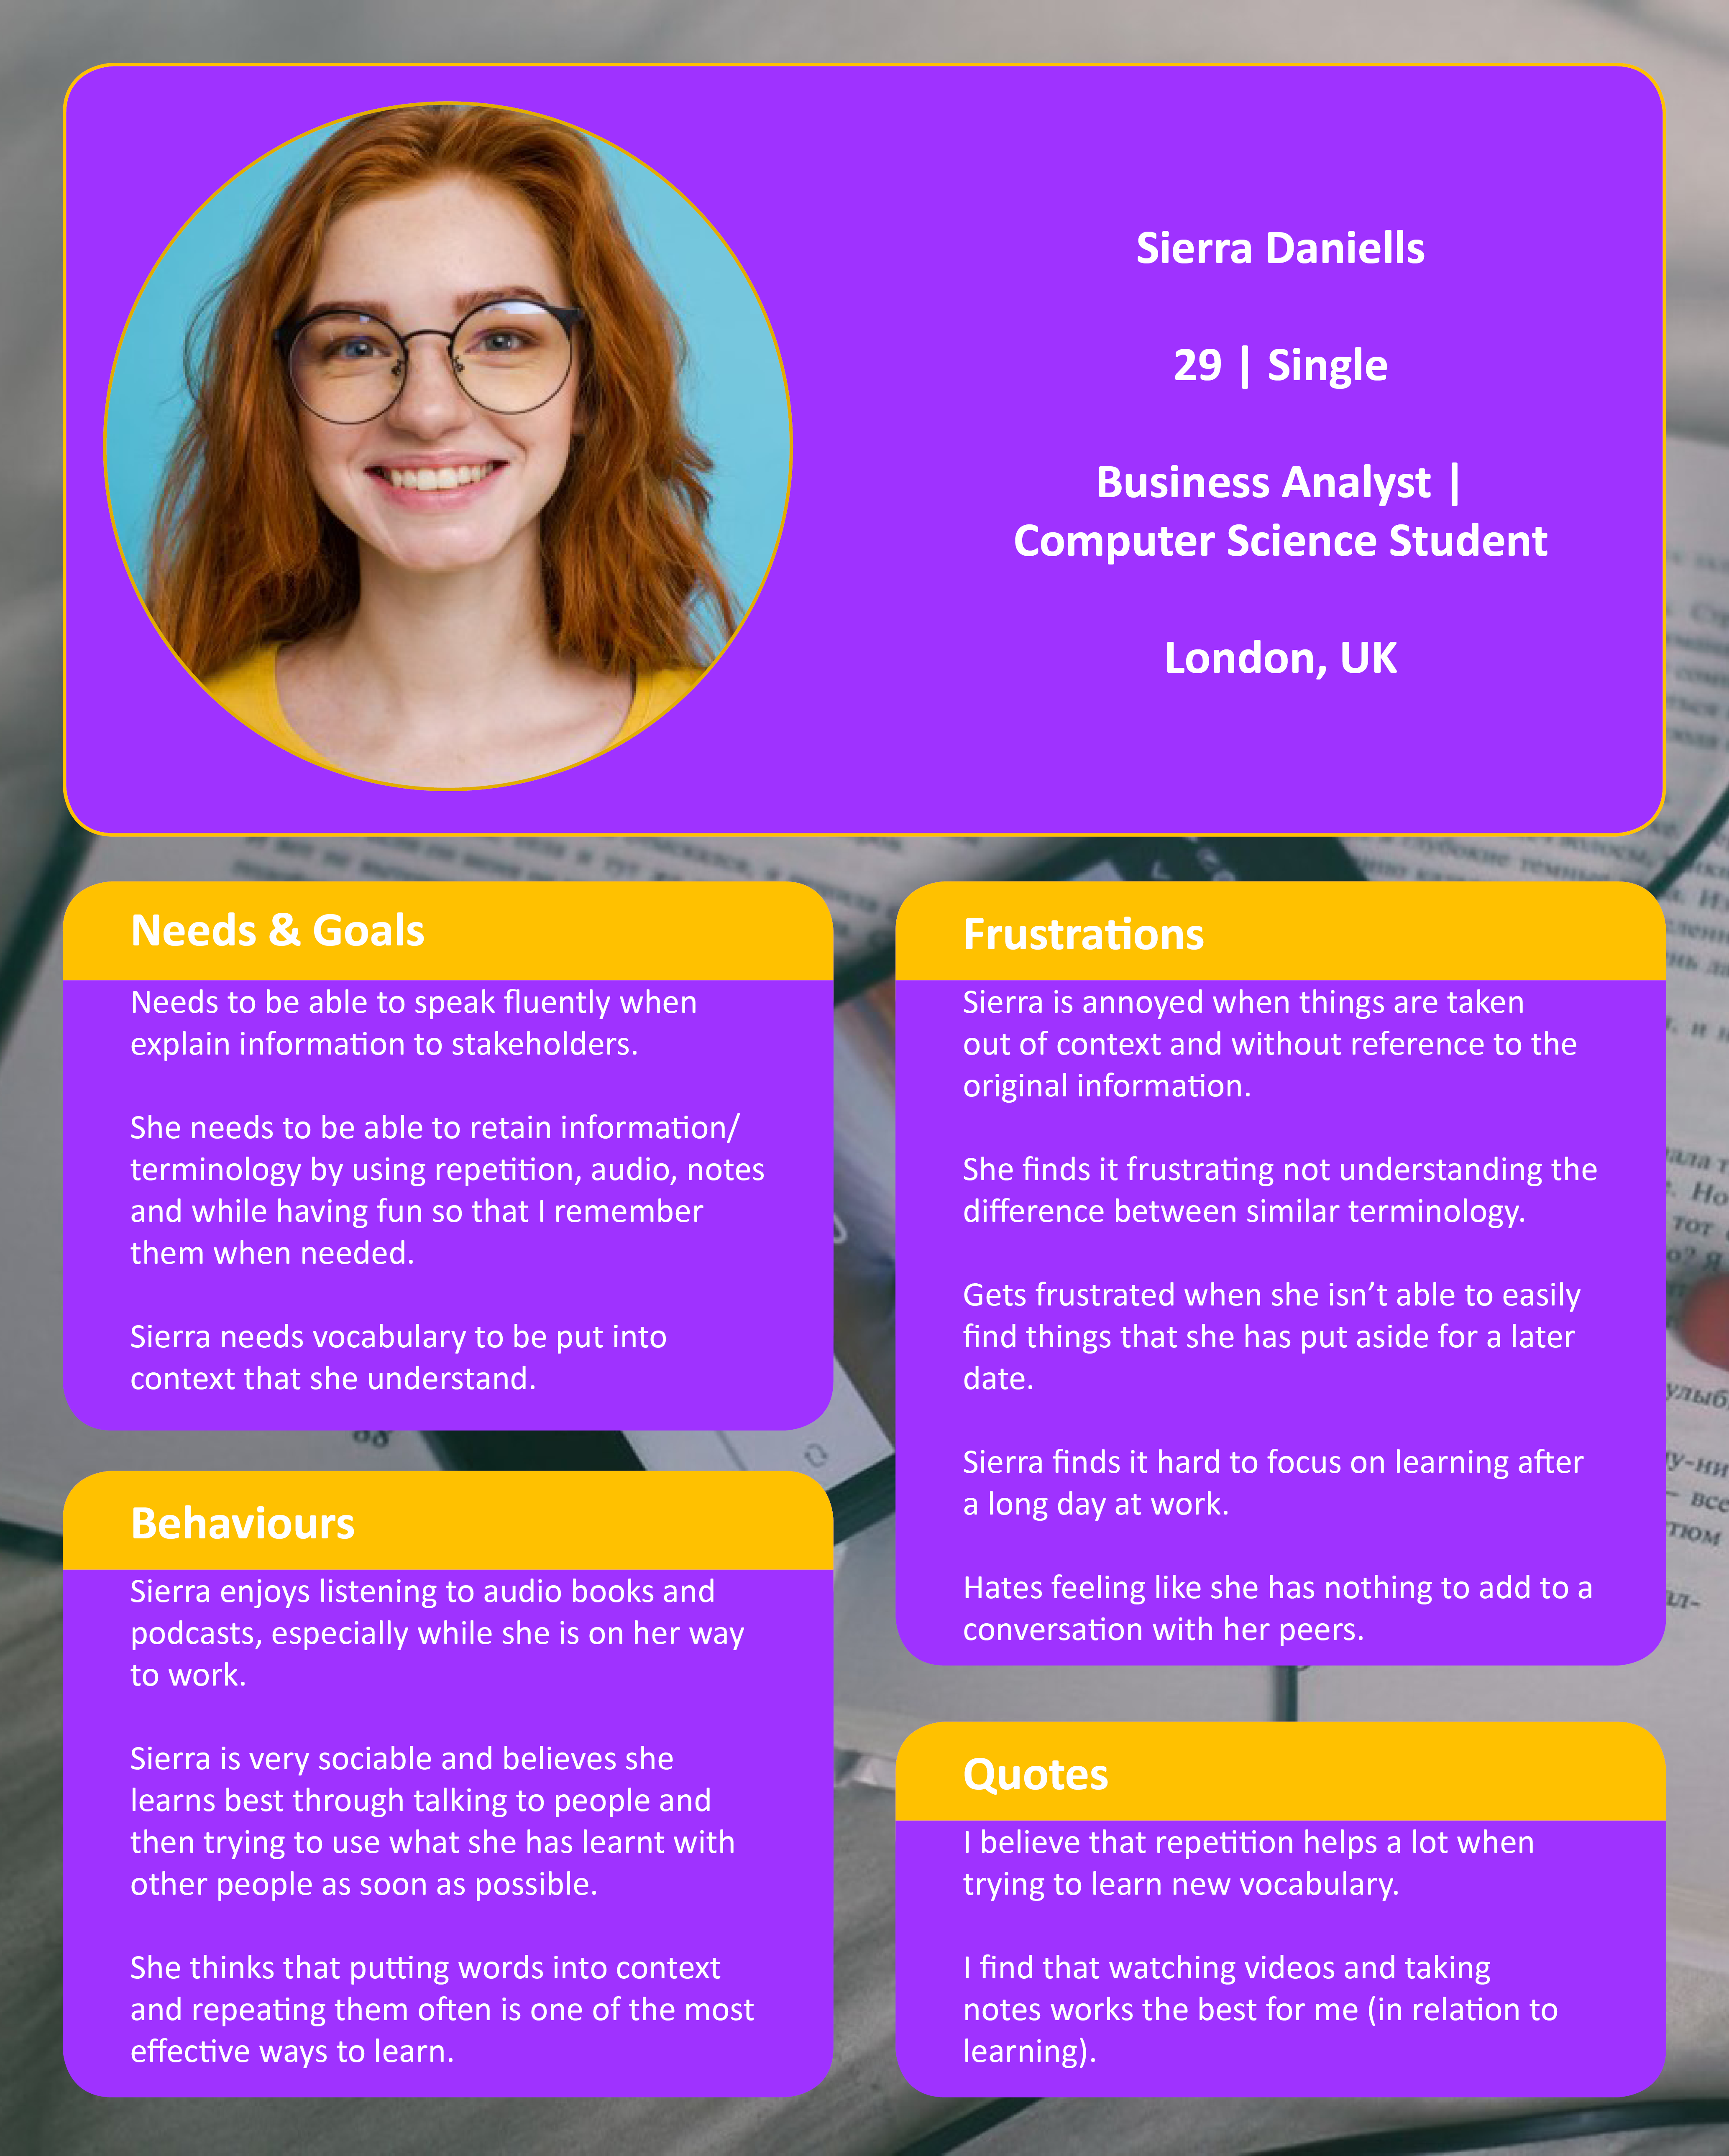 Sierra Daniells
29 | Single
Business Analyst |
Computer Science Student
London, UK
Needs & Goals
Needs to be able to speak fluently when
explain information to stakeholders.
She needs to be able to retain information/
terminology by using repetition, audio, notes
and while having fun so that I remember
them when needed.
Sierra needs vocabulary to be put into
context that she understand.
Behaviours
Sierra enjoys listening to audio books and
podcasts, especially while she is on her way
to work.
Sierra is very sociable and believes she
learns best through talking to people and
then trying to use what she has learnt with
other people as soon as possible.
She thinks that putting words into context
and repeating them often is one of the most
effective ways to learn.
Frustrations
Sierra is annoyed when things are taken
out of context and without reference to the
original information.
She finds it frustrating not understanding the
difference between similar terminology.
Gets frustrated when she isn’t able to easily
find things that she has put aside for a later
date.
Sierra finds it hard to focus on learning after
a long day at work.
Hates feeling like she has nothing to add to a
conversation with her peers.
Quotes
I believe that repetition helps a lot when
trying to learn new vocabulary.
I find that watching videos and taking
notes works the best for me (in relation to
learning).